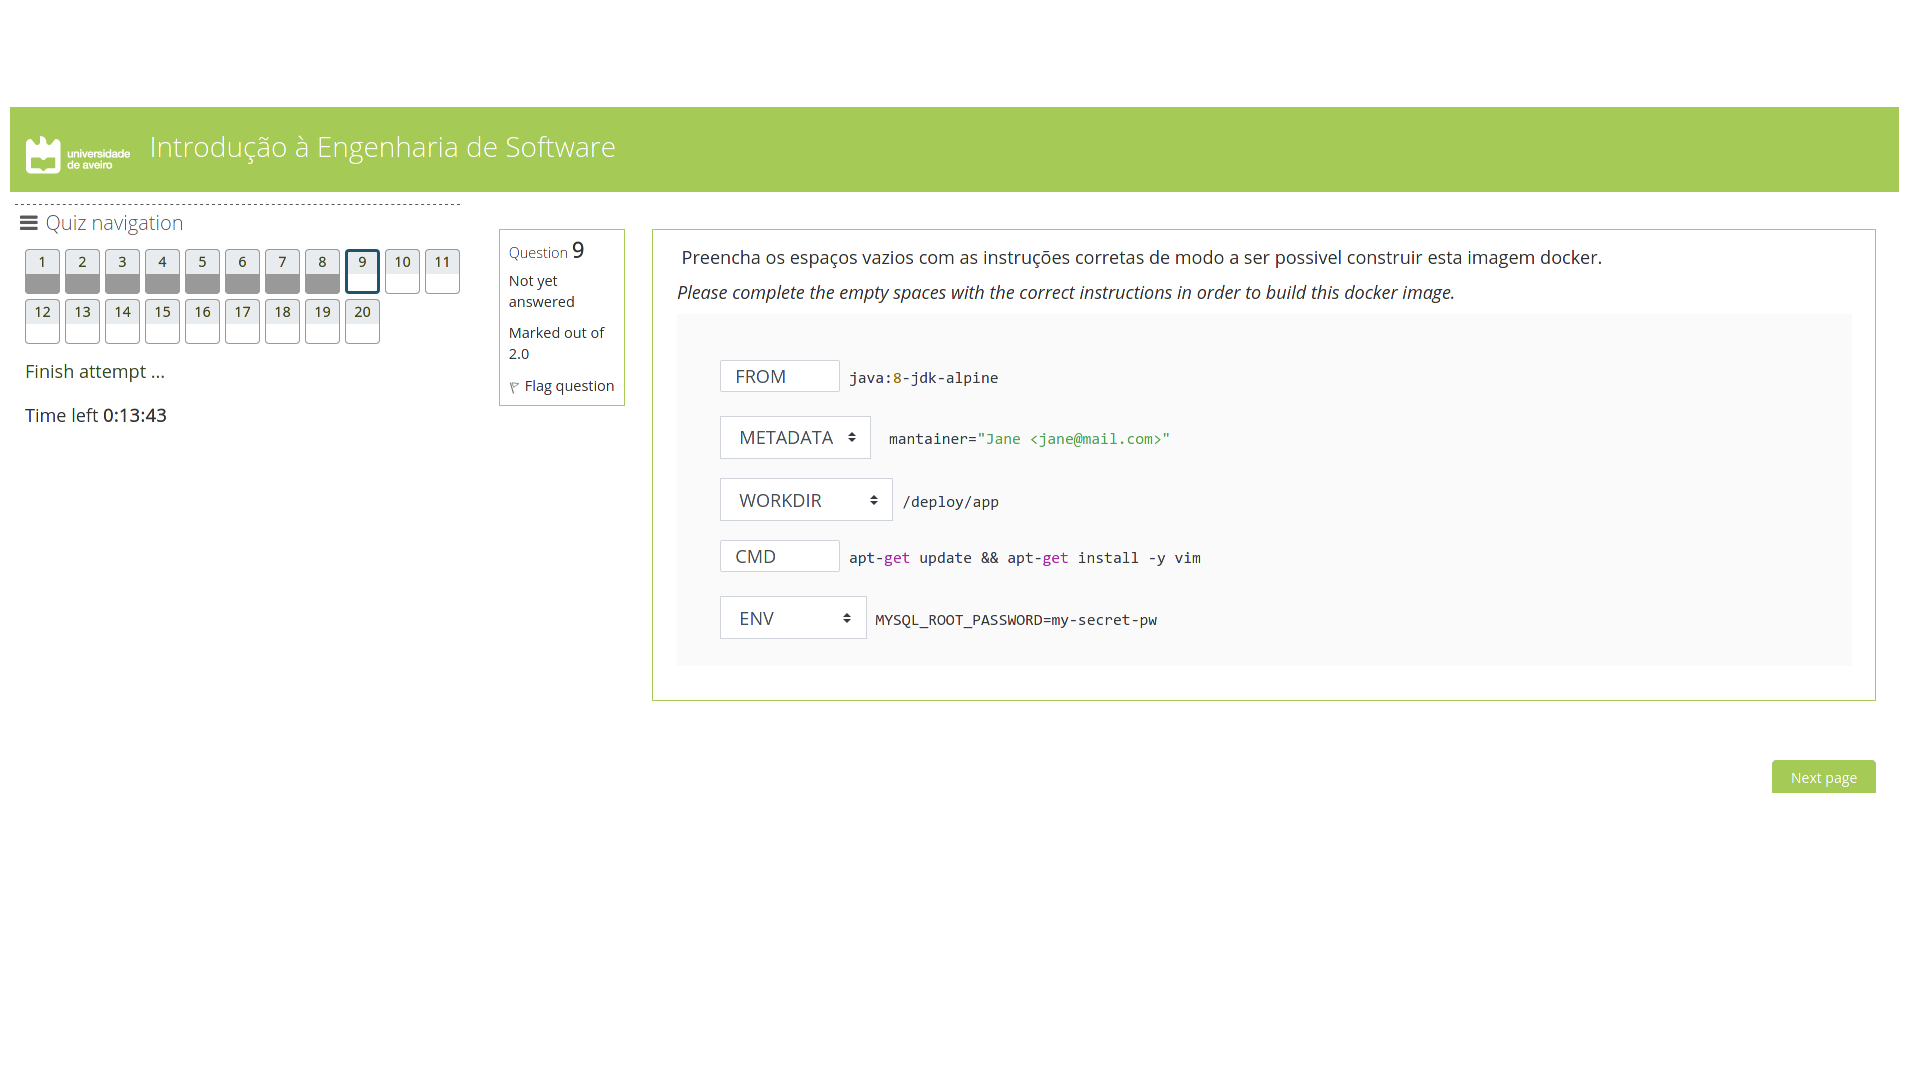 universidade
de aveiro
Introdução à Engenharia de Software
Quiz navigation
1 2 3 4 5 6 7 8 9 10 11
12 13 14 15 16 17 18 19 20
Finish attempt ...
Time left 0:13:43
Question 9
Not yet
answered
Marked out of
2.0
Flag question
Preencha os espaços vazios com as instruções corretas de modo a ser possivel construir esta imagem docker.
Please complete the empty spaces with the correct instructions in order to build this docker image.
FROM java:8-jdk-alpine
METADATA mantainer="Jane <jane@mail.com>"
WORKDIR /deploy/app
CMD apt-get update && apt-get install -y vim
ENV MYSQL_ROOT_PASSWORD=my-secret-pw
Next page